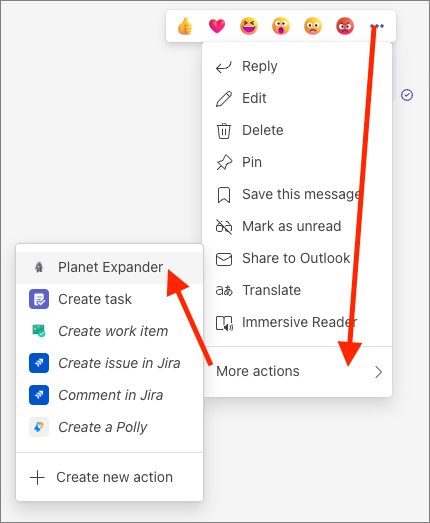 Reply
Edit
Delete
Pin
Save this message
Mark as unread
Share to Outlook
Translate
Immersive Reader
More actions
Planet Expander
Create task
Create work item
Create issue in Jira
Comment in Jira
Create a Polly
Create new action